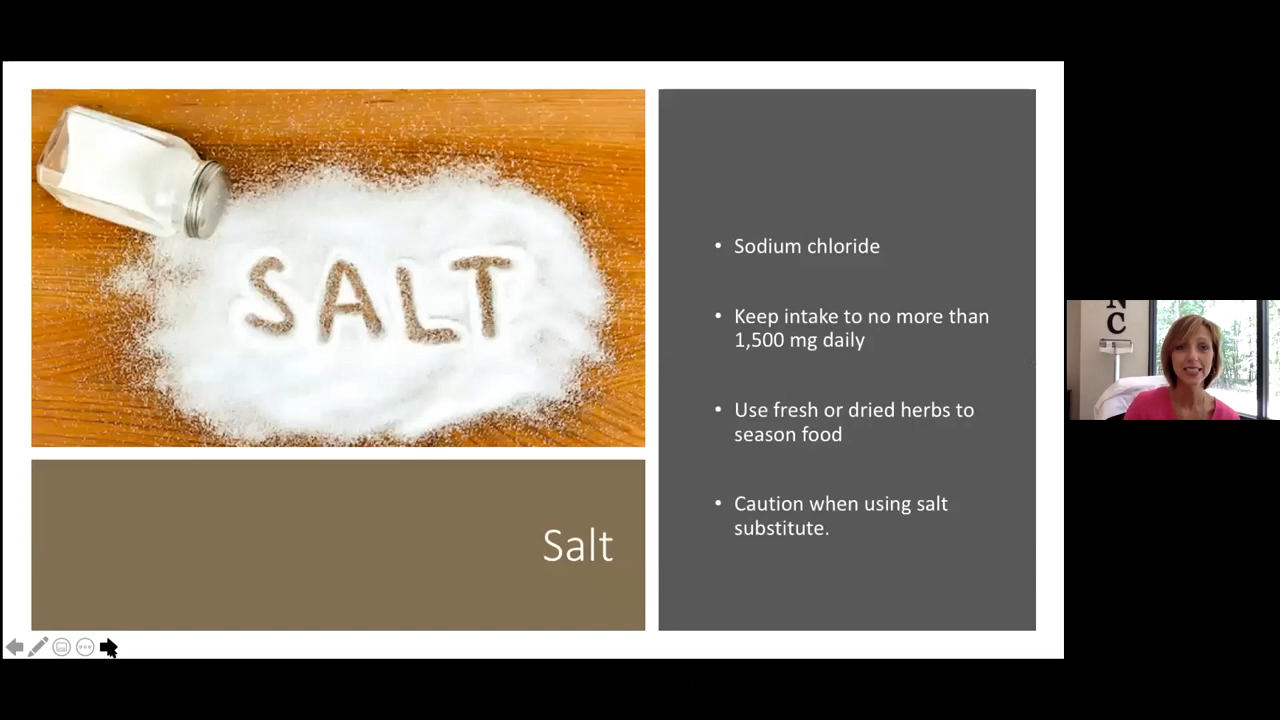 SALT
Salt
• Sodium chloride
• Keep intake to no more than
1,500 mg daily
• Use fresh or dried herbs to
season food
• Caution when using salt
substitute.
N
C